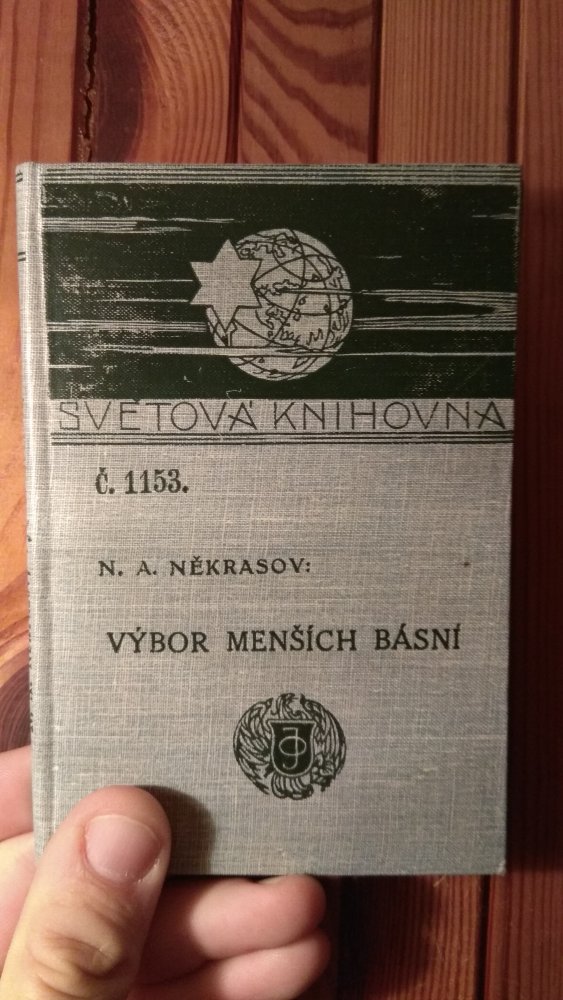 SVĚTOVÁ KNIHOVNA
Č. 1153.
N. A. NĚKRASOV:
VÝBOR MENŠÍCH BÁSNÍ